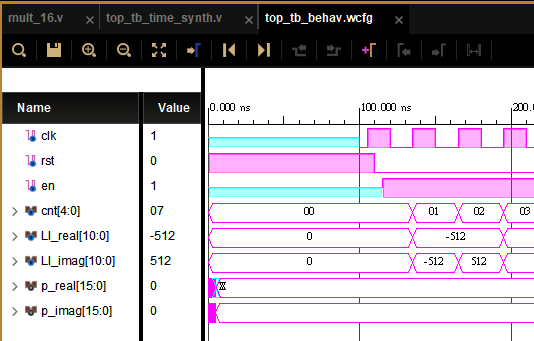 mult_16.v × top_tb_time_synth.v × top_tb_behav.wcfg
Name Value 0.000 ns 100.000 ns 200.0
clk 1
rst 0
en 1
cnt[4:0] 07 00 01 02 03
LI_real[10:0] -512 0 -512
LI_imag[10:0] 512 0 -512 512
p_real[15:0] 0
p_imag[15:0] 0